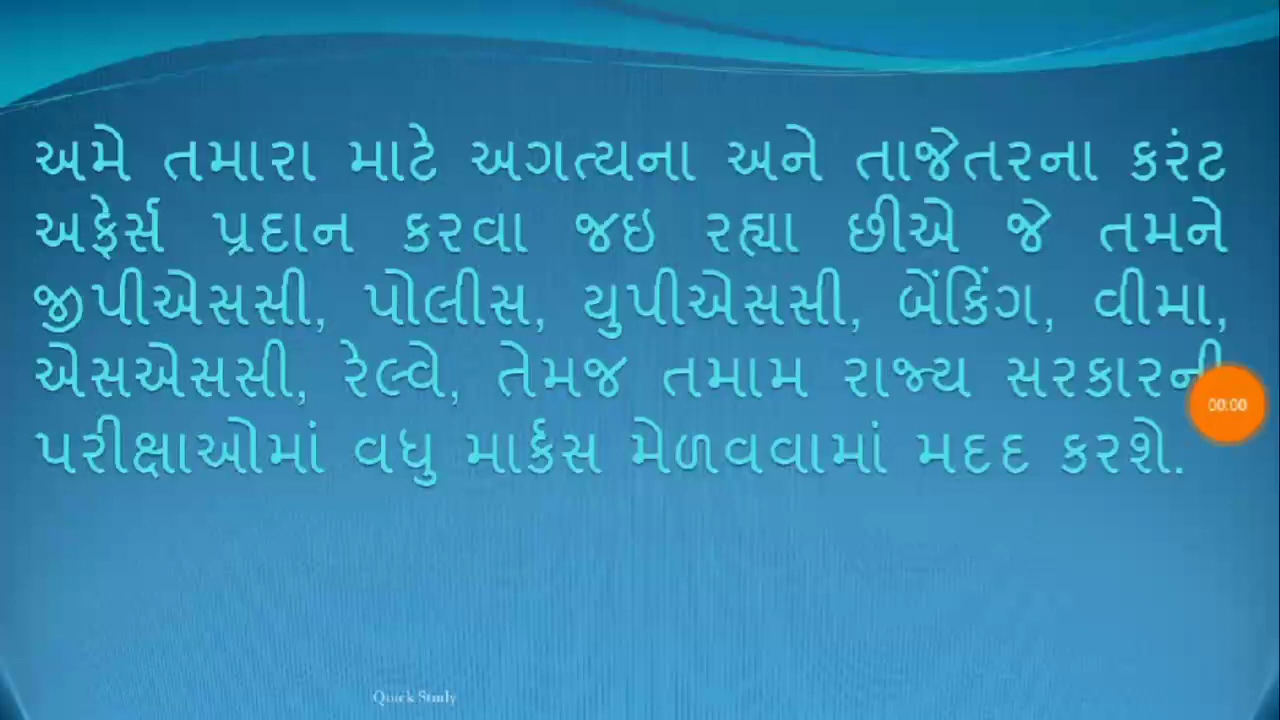 અમે તમારા માટે અગત્યના અને તાજેતરના કરંટ
અફેર્સ પ્રદાન કરવા જઇ રહ્યા છીએ જે તમને
જીપીએસસી, પોલીસ, યુપીએસસી, બેંકિંગ, વીમા,
એસએસસી, રેલ્વે, તેમજ તમામ રાજ્ય સરકારની
00:00
પરીક્ષાઓમાં વધુ માર્કસ મેળવવામાં મદદ કરશે.
Quick Study